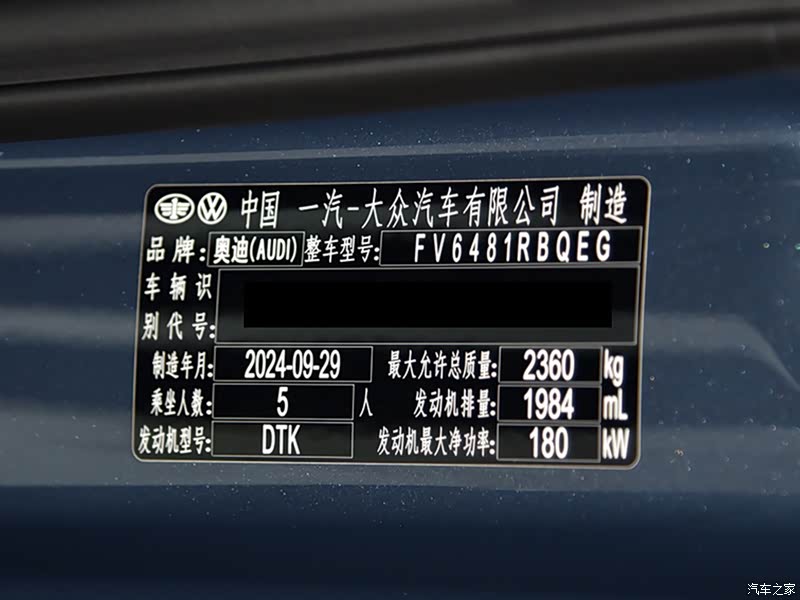 中国 一汽-大众汽车有限公司 制造
品牌: 奥迪(AUDI) 整车型号: FV6481RBQEG
车辆识
别代号:
制造年月: 2024-09-29 最大允许总质量: 2360 kg
乘坐人数: 5 人 发动机排量: 1984 mL
发动机型号: DTK 发动机最大净功率: 180 kW
汽车之家